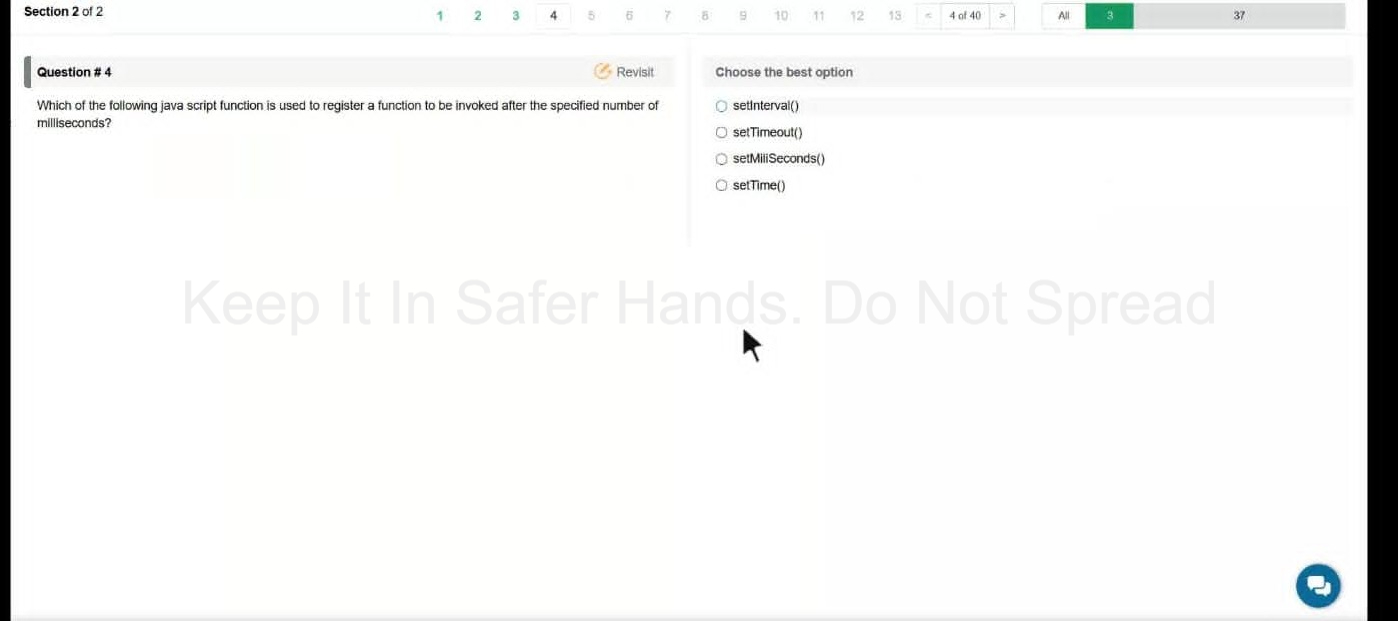 Section 2 of 2
1 2 3 4 5 6 7 8 9 10 11 12 13 < 4 of 40 > All 3 37
Question # 4
Revisit
Which of the following java script function is used to register a function to be invoked after the specified number of
milliseconds?
Choose the best option
setInterval()
setTimeout()
setMiliSeconds()
setTime()
Keep It In Safer Hands. Do Not Spread